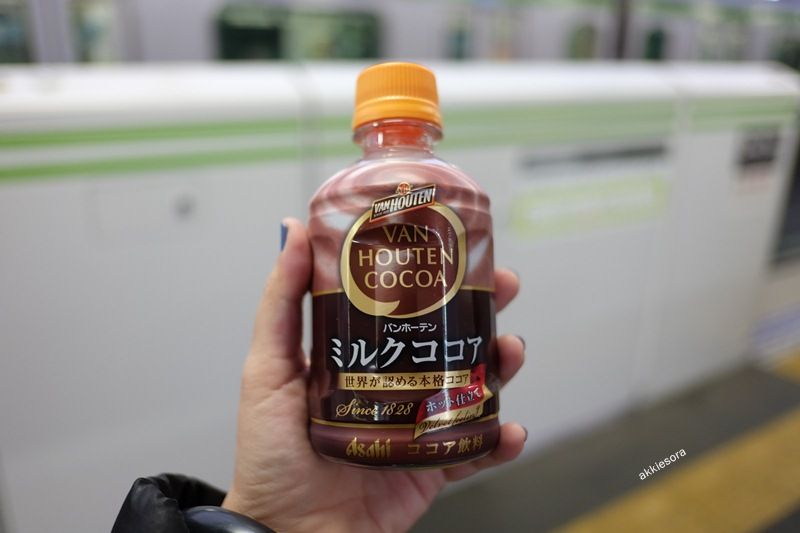 VAN HOUTEN
VAN
HOUTEN
COCOA
バンホーテン
ミルクココア
世界が認める本格ココア
Since 1828
ホット仕立て
Asahi ココア飲料
akkiesora